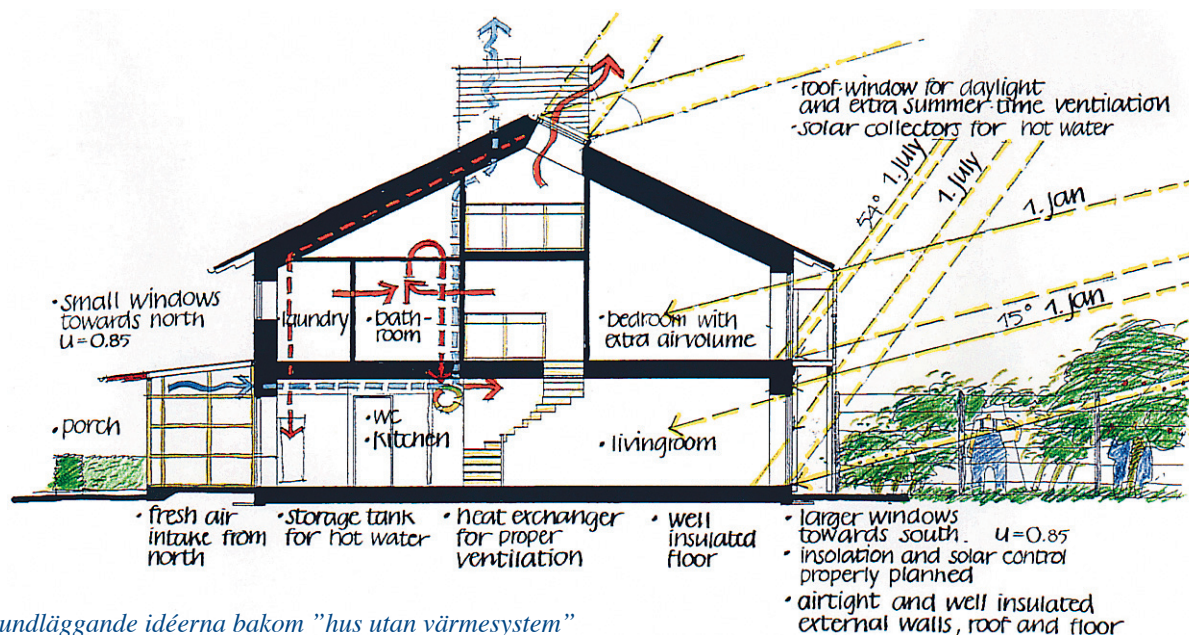 ·roof-window for daylight
and extra summer-time ventilation
·solar collectors for hot water
54° 1.july
1.july
1.jan
15° 1.jan
·small windows
towards north
u=0.85
·laundry
·bath-
room
·bedroom with
extra airvolume
·porch
·WC
·kitchen
·livingroom
·fresh air
intake from
north
·storage tank
for hot water
·heat exchanger
for proper
ventilation
·well
insulated
floor
·larger windows
towards south. u=0.85
·insolation and solar control
properly planned
·airtight and well insulated
external walls, roof and floor
undläggande idéerna bakom ”hus utan värmesystem”